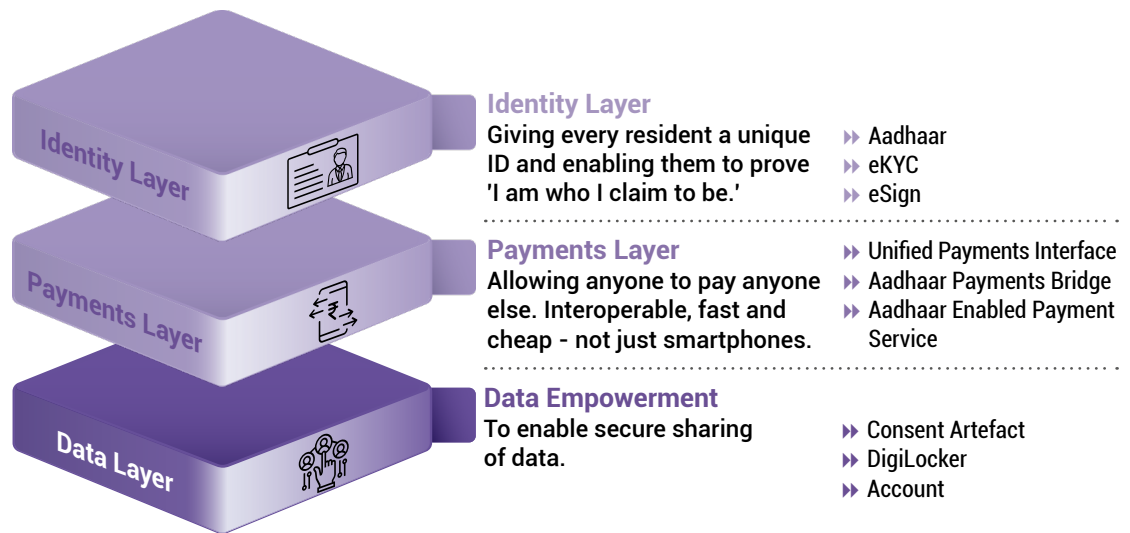 Identity Layer
Identity Layer
Giving every resident a unique
ID and enabling them to prove
'I am who I claim to be.'
Aadhaar
eKYC
eSign
Payments Layer
Payments Layer
Allowing anyone to pay anyone
else. Interoperable, fast and
cheap - not just smartphones.
Unified Payments Interface
Aadhaar Payments Bridge
Aadhaar Enabled Payment
Service
₹
Data Layer
Data Empowerment
To enable secure sharing
of data.
Consent Artefact
DigiLocker
Account